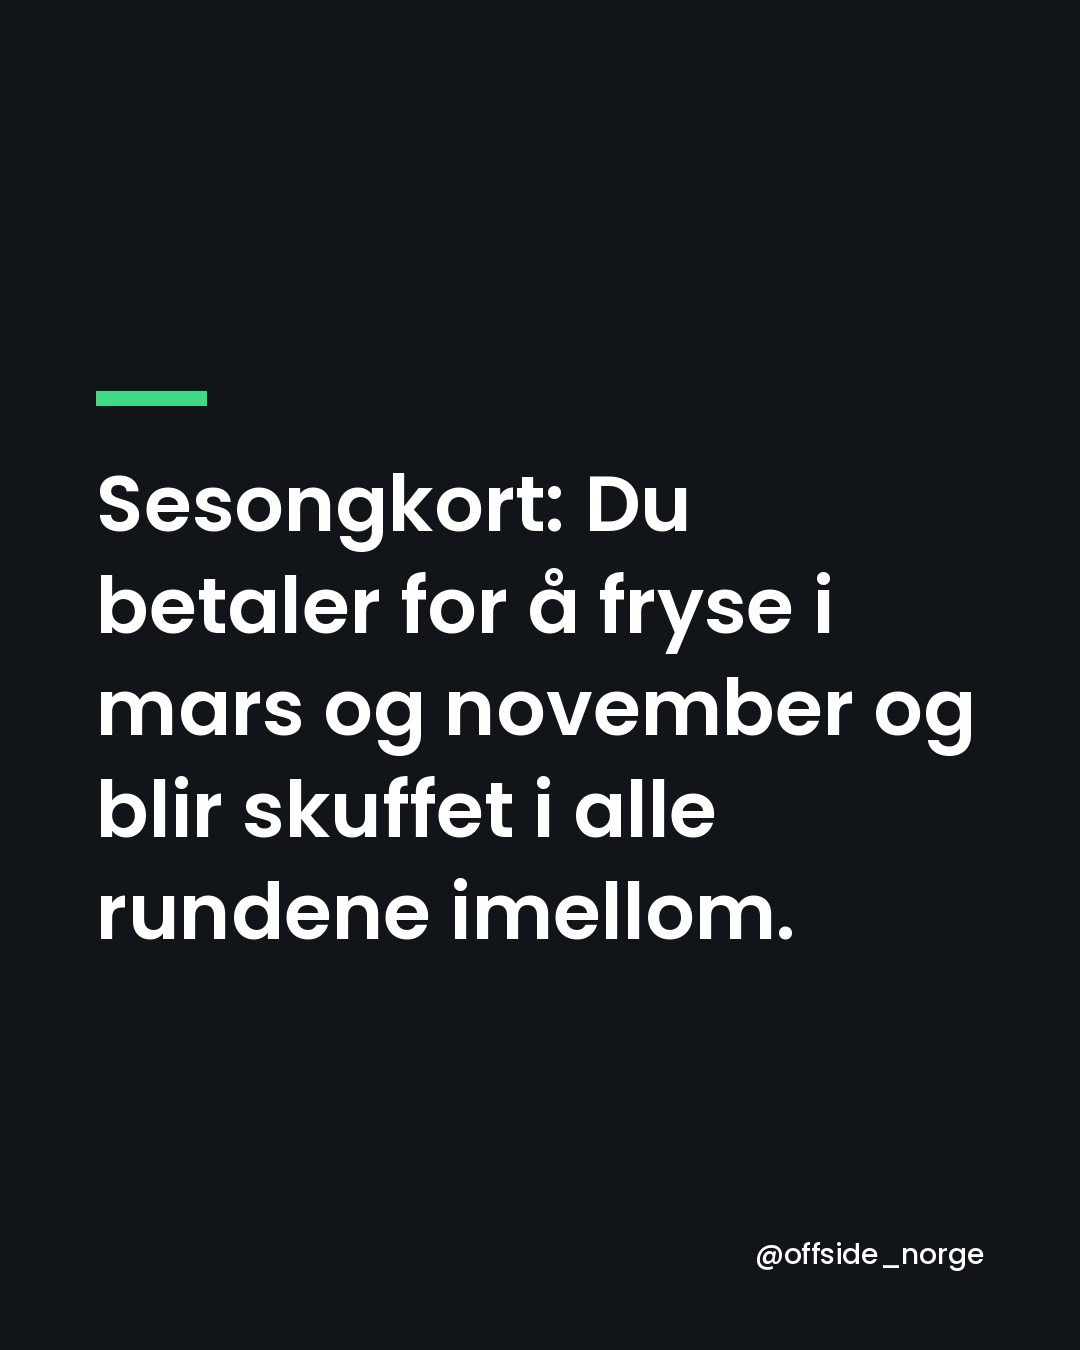 Sesongkort: Du
betaler for å fryse i
mars og november og
blir skuffet i alle
rundene imellom.
@offside_norge